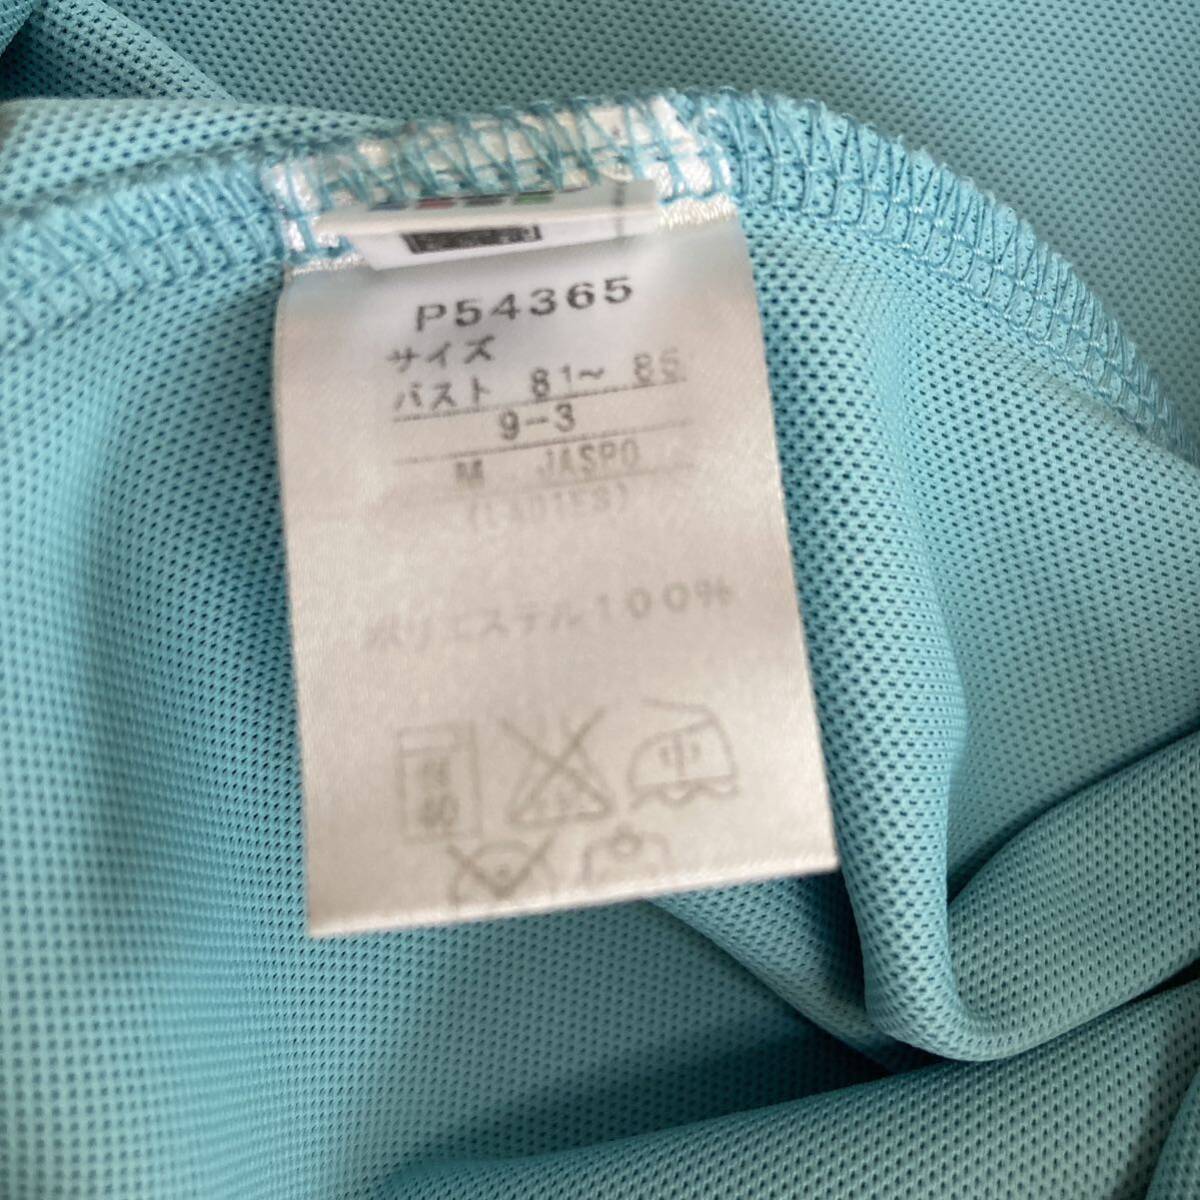 P54365
サイズ
バスト 81～ 85
9-3
M JASPO
(LADIES)
ポリエステル100%
中